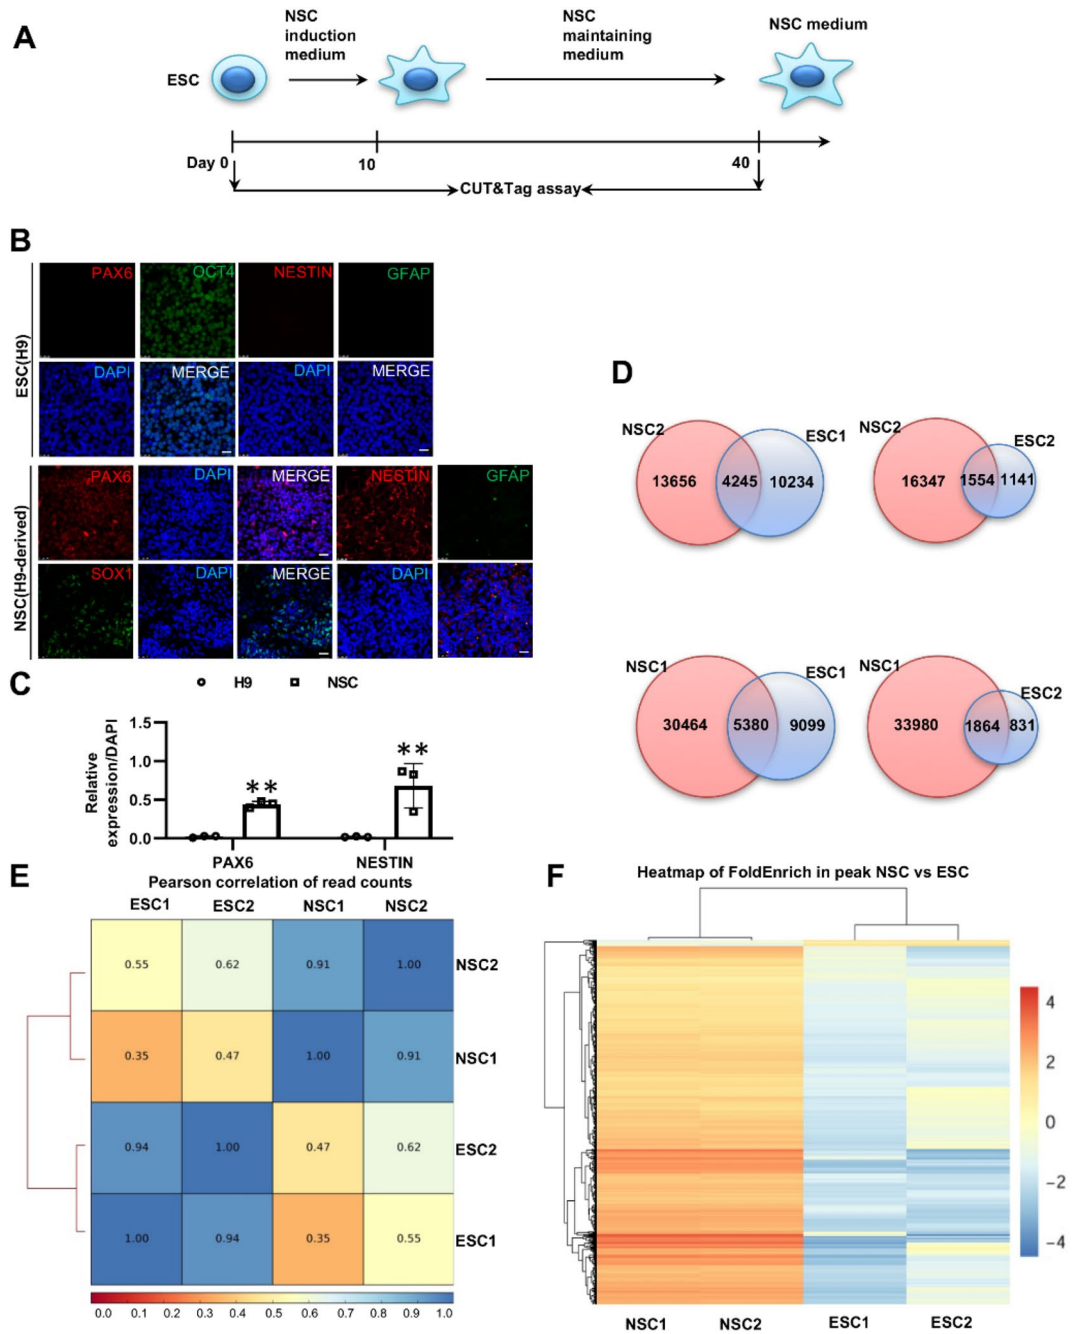 A
NSC
induction
medium
NSC
maintaining
medium
NSC medium
ESC
Day 0
10
40
CUT&Tag assay
B
ESC(H9)
PAX6
OCT4
NESTIN
GFAP
DAPI
MERGE
DAPI
MERGE
NSC(H9-derived)
PAX6
DAPI
MERGE
NESTIN
GFAP
SOX1
DAPI
MERGE
DAPI
C
H9
NSC
Relative
expression/DAPI
1.5
1.0
0.5
0.0
**
**
PAX6
NESTIN
D
NSC2
ESC1
13656
4245
10234
NSC2
ESC2
16347
1554
1141
NSC1
ESC1
30464
5380
9099
NSC1
ESC2
33980
1864
831
E
Pearson correlation of read counts
ESC1
ESC2
NSC1
NSC2
0.55
0.62
0.91
1.00
NSC2
0.35
0.47
1.00
0.91
NSC1
0.94
1.00
0.47
0.62
ESC2
1.00
0.94
0.35
0.55
ESC1
0.0
0.1
0.2
0.3
0.4
0.5
0.6
0.7
0.8
0.9
1.0
F
Heatmap of FoldEnrich in peak NSC vs ESC
4
2
0
−2
−4
NSC1
NSC2
ESC1
ESC2